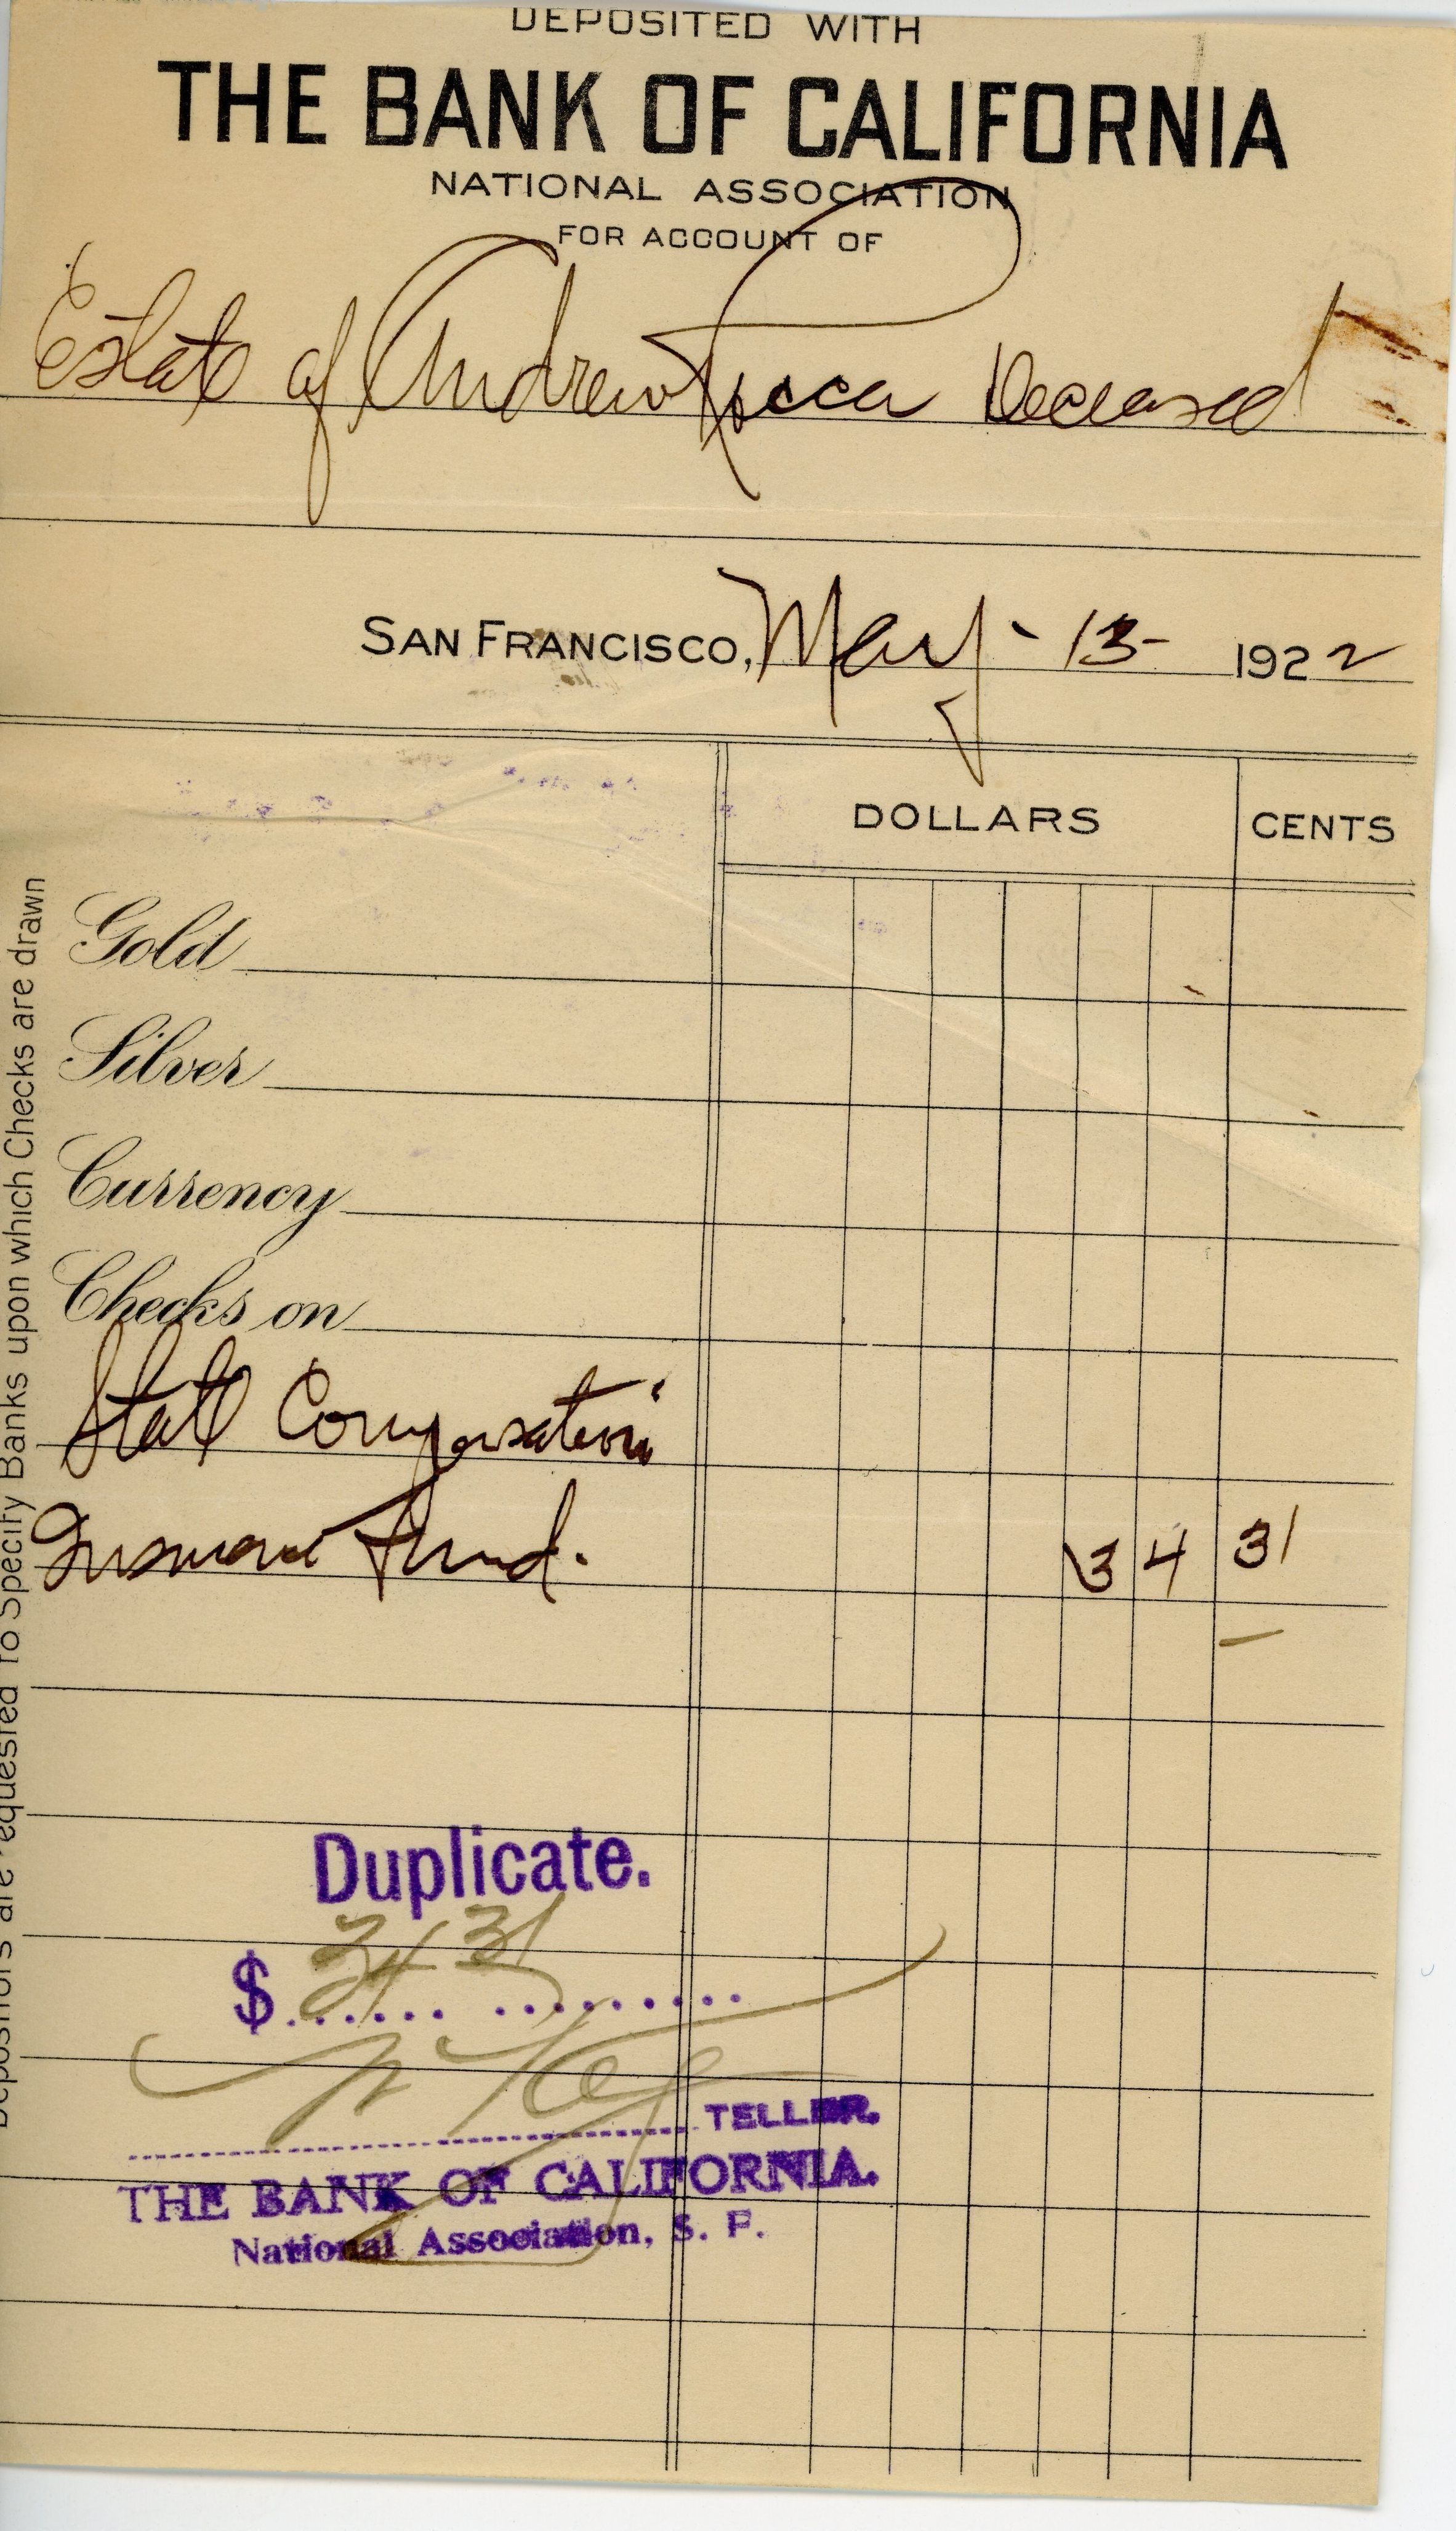 DEPOSITED WITH
THE BANK OF CALIFORNIA
NATIONAL ASSOCIATION
FOR ACCOUNT OF
Estate of Andrew Rocca Deceased
SAN FRANCISCO, May - 13 - 1922
DOLLARS CENTS
Gold
Silver
Currency
Checks on
State Compensation
Insurance Fund. 34 31
Depositors are requested to Specify Banks upon which Checks are drawn
Duplicate.
$ 34 31
TELLER.
THE BANK OF CALIFORNIA.
National Association, S. F.